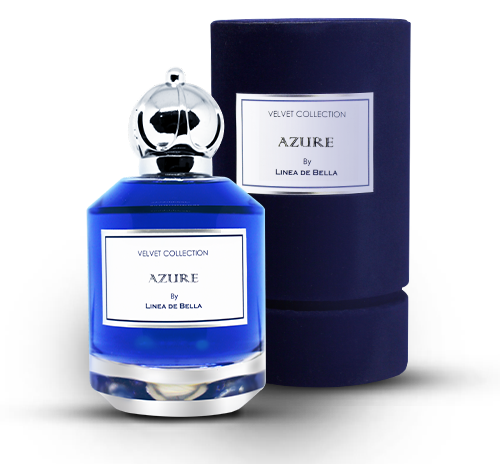 VELVET COLLECTION
AZURE
By
LINEA DE BELLA
VELVET COLLECTION
AZURE
By
LINEA DE BELLA